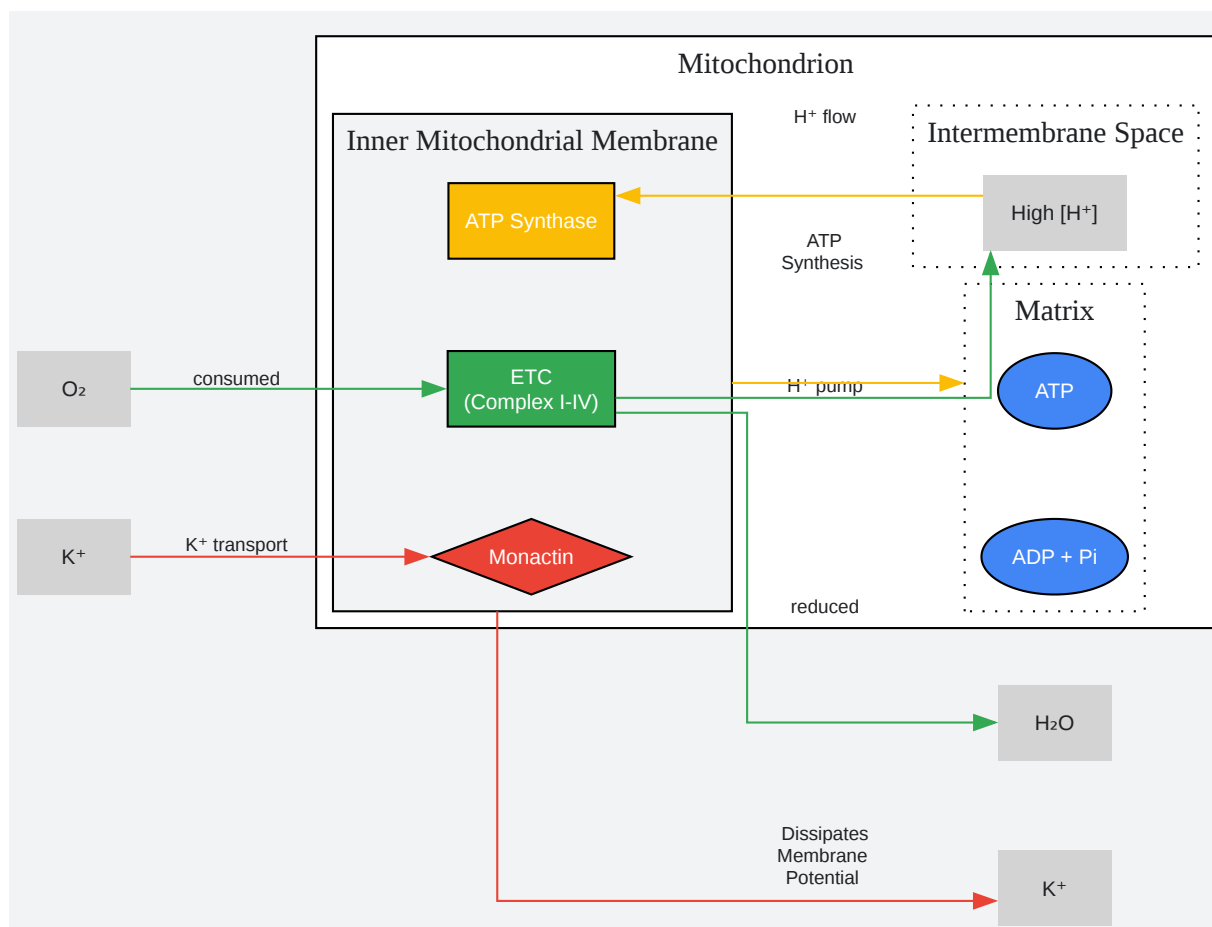 Mitochondrion
Inner Mitochondrial Membrane
H⁺ flow
Intermembrane Space
ATP Synthase
High [H⁺]
ATP
Synthesis
Matrix
O₂
consumed
ETC
(Complex I-IV)
H⁺ pump
ATP
K⁺
K⁺ transport
Monactin
ADP + Pi
reduced
H₂O
Dissipates
Membrane
Potential
K⁺